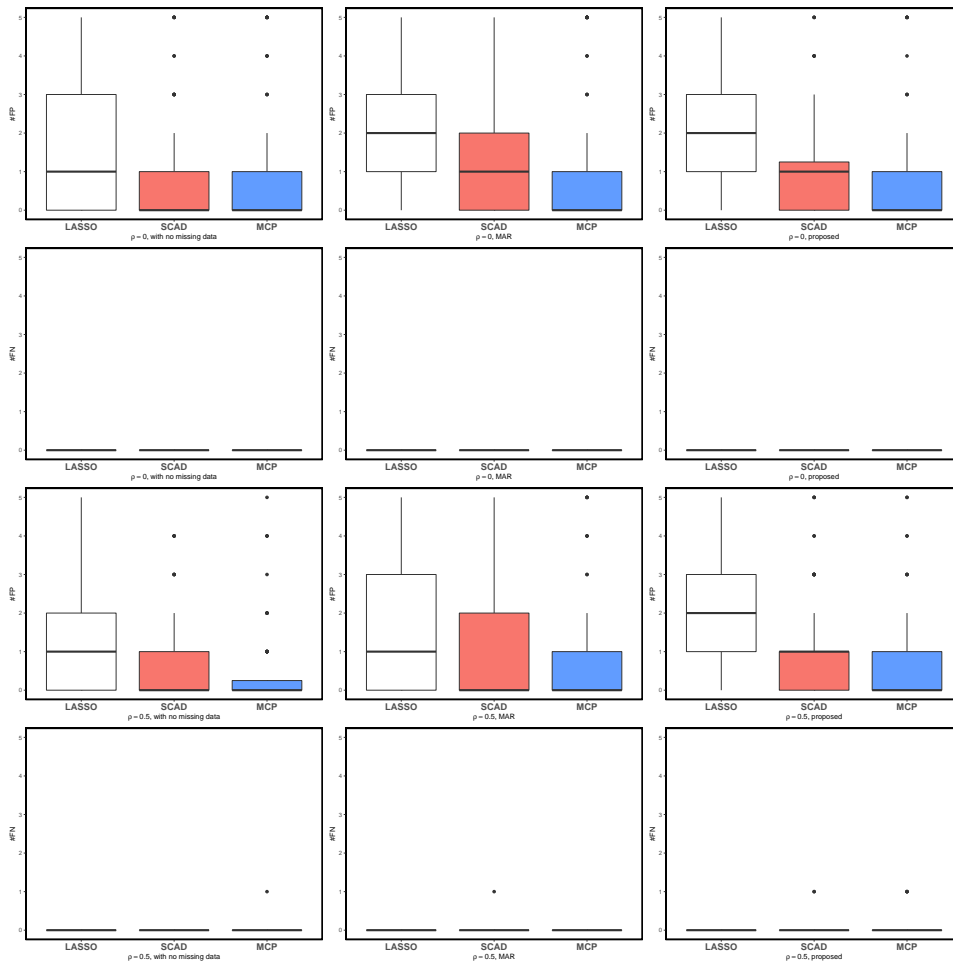 #FP
5
4
3
2
1
0
LASSO SCAD MCP
ρ = 0, with no missing data
#FP
5
4
3
2
1
0
LASSO SCAD MCP
ρ = 0, MAR
#FP
5
4
3
2
1
0
LASSO SCAD MCP
ρ = 0, proposed
#FN
5
4
3
2
1
0
LASSO SCAD MCP
ρ = 0, with no missing data
#FN
5
4
3
2
1
0
LASSO SCAD MCP
ρ = 0, MAR
#FN
5
4
3
2
1
0
LASSO SCAD MCP
ρ = 0, proposed
#FP
5
4
3
2
1
0
LASSO SCAD MCP
ρ = 0.5, with no missing data
#FP
5
4
3
2
1
0
LASSO SCAD MCP
ρ = 0.5, MAR
#FP
5
4
3
2
1
0
LASSO SCAD MCP
ρ = 0.5, proposed
#FN
5
4
3
2
1
0
LASSO SCAD MCP
ρ = 0.5, with no missing data
#FN
5
4
3
2
1
0
LASSO SCAD MCP
ρ = 0.5, MAR
#FN
5
4
3
2
1
0
LASSO SCAD MCP
ρ = 0.5, proposed